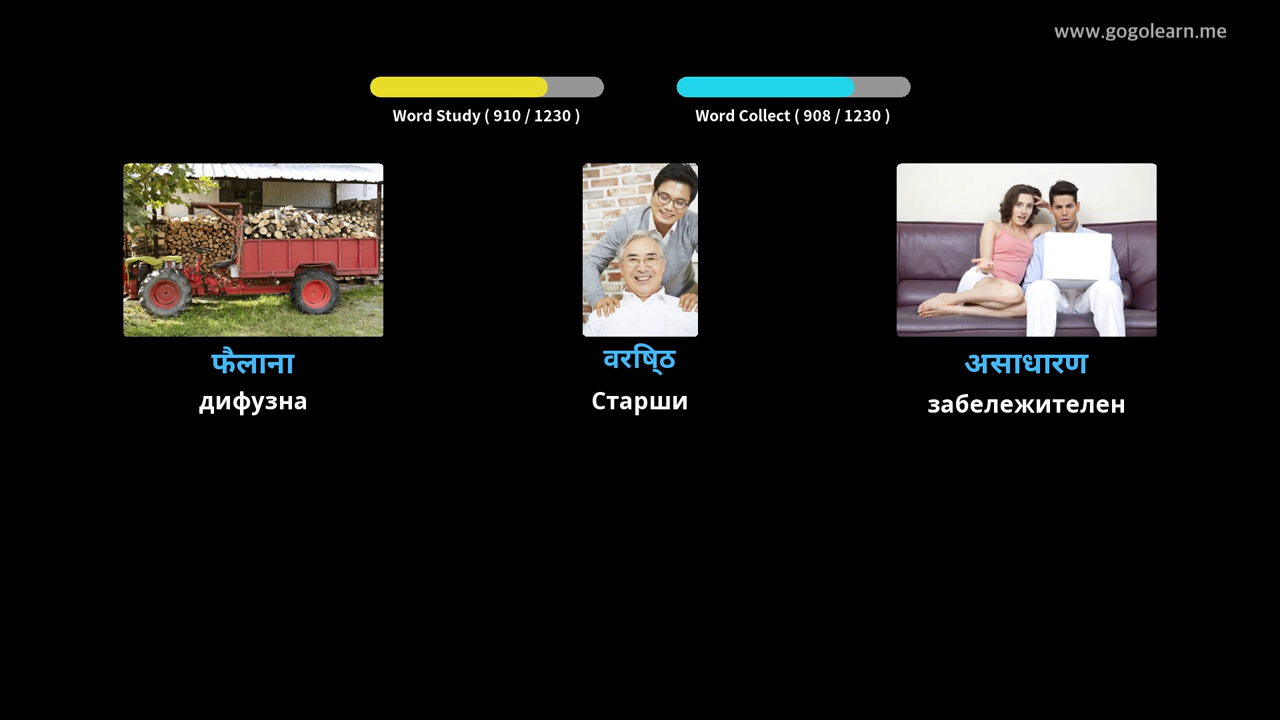 www.gogolearn.me
Word Study ( 910 / 1230 )
Word Collect ( 908 / 1230 )
फैलाना
वरिष्ठ
असाधारण
дифузна
Старши
забележителен